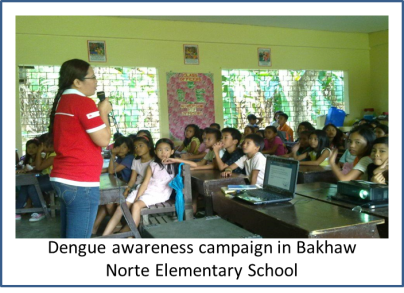 Dengue awareness campaign in Bakhaw
Norte Elementary School